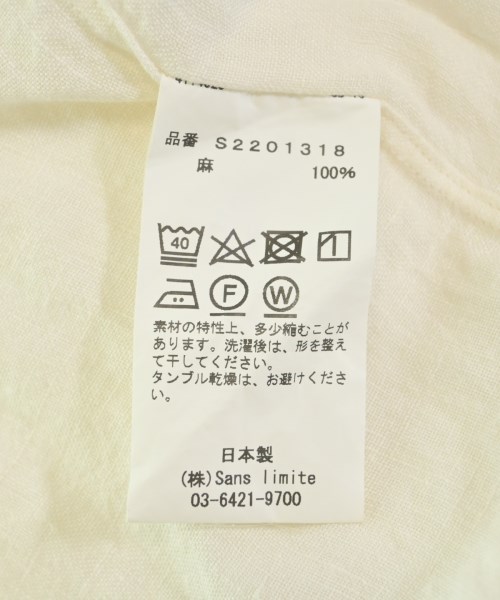 品番 S2201318
麻 100%
40
F W
素材の特性上、多少縮むことが
あります。洗濯後は、形を整え
て干してください。
タンブル乾燥は、お避けくださ
い。
日本製
(株)Sans limite
03-6421-9700